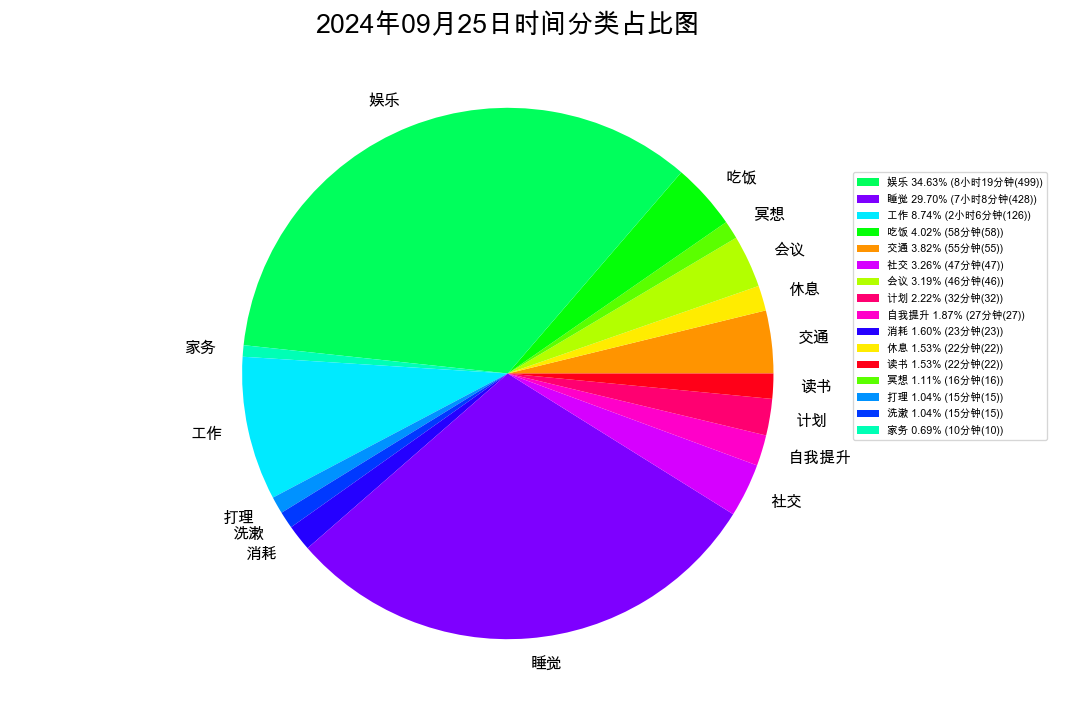 2024年09月25日时间分类占比图
娱乐
吃饭
冥想
会议
休息
交通
读书
计划
自我提升
社交
睡觉
消耗
洗漱
打理
工作
家务
娱乐 34.63% (8小时19分钟(499))
睡觉 29.70% (7小时8分钟(428))
工作 8.74% (2小时6分钟(126))
吃饭 4.02% (58分钟(58))
交通 3.82% (55分钟(55))
社交 3.26% (47分钟(47))
会议 3.19% (46分钟(46))
计划 2.22% (32分钟(32))
自我提升 1.87% (27分钟(27))
消耗 1.60% (23分钟(23))
休息 1.53% (22分钟(22))
读书 1.53% (22分钟(22))
冥想 1.11% (16分钟(16))
打理 1.04% (15分钟(15))
洗漱 1.04% (15分钟(15))
家务 0.69% (10分钟(10))